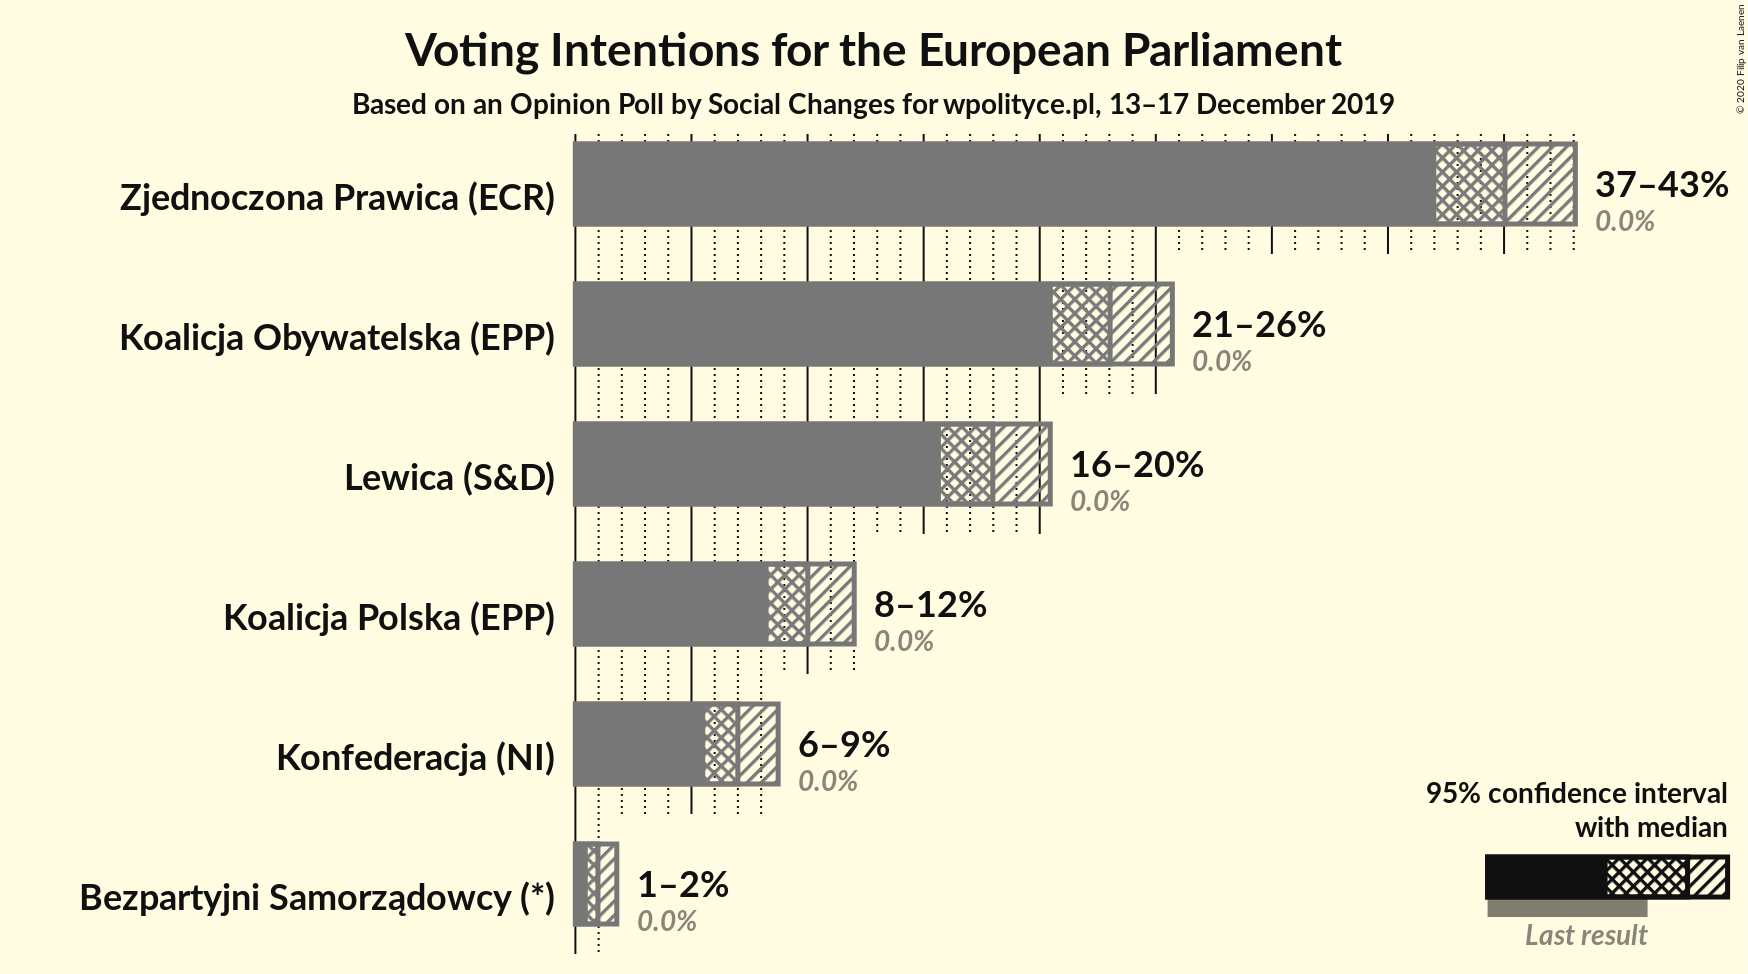 Voting Intentions for the European Parliament
Based on an Opinion Poll by Social Changes for wpolityce.pl, 13–17 December 2019
© 2020 Filip van Laenen
Zjednoczona Prawica (ECR)
37–43%
0.0%
Koalicja Obywatelska (EPP)
21–26%
0.0%
Lewica (S&D)
16–20%
0.0%
Koalicja Polska (EPP)
8–12%
0.0%
Konfederacja (NI)
6–9%
0.0%
Bezpartyjni Samorządowcy (*)
1–2%
0.0%
95% confidence interval
with median
Last result